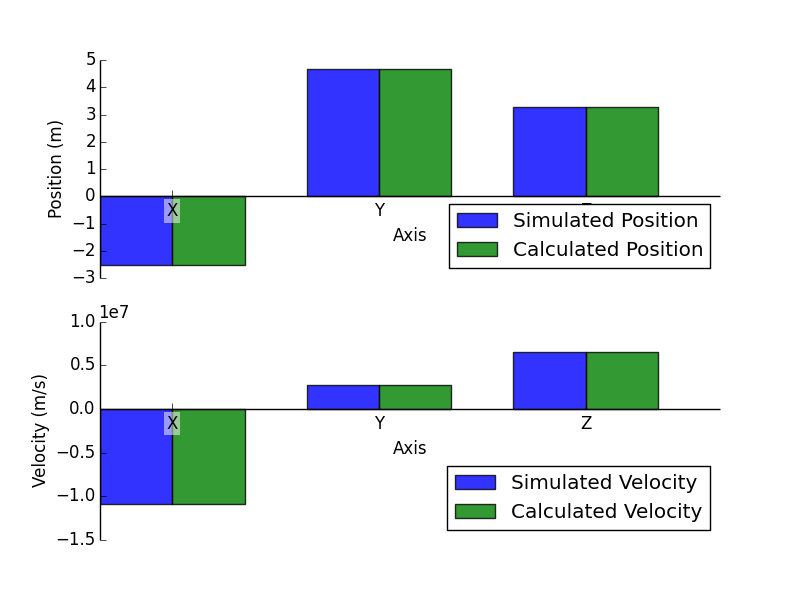 5
4
3
2
1
0
−1
−2
−3
Position (m)
X
Y
Axis
Simulated Position
Calculated Position
1e7
1.0
0.5
0.0
−0.5
−1.0
−1.5
Velocity (m/s)
X
Y
Z
Axis
Simulated Velocity
Calculated Velocity